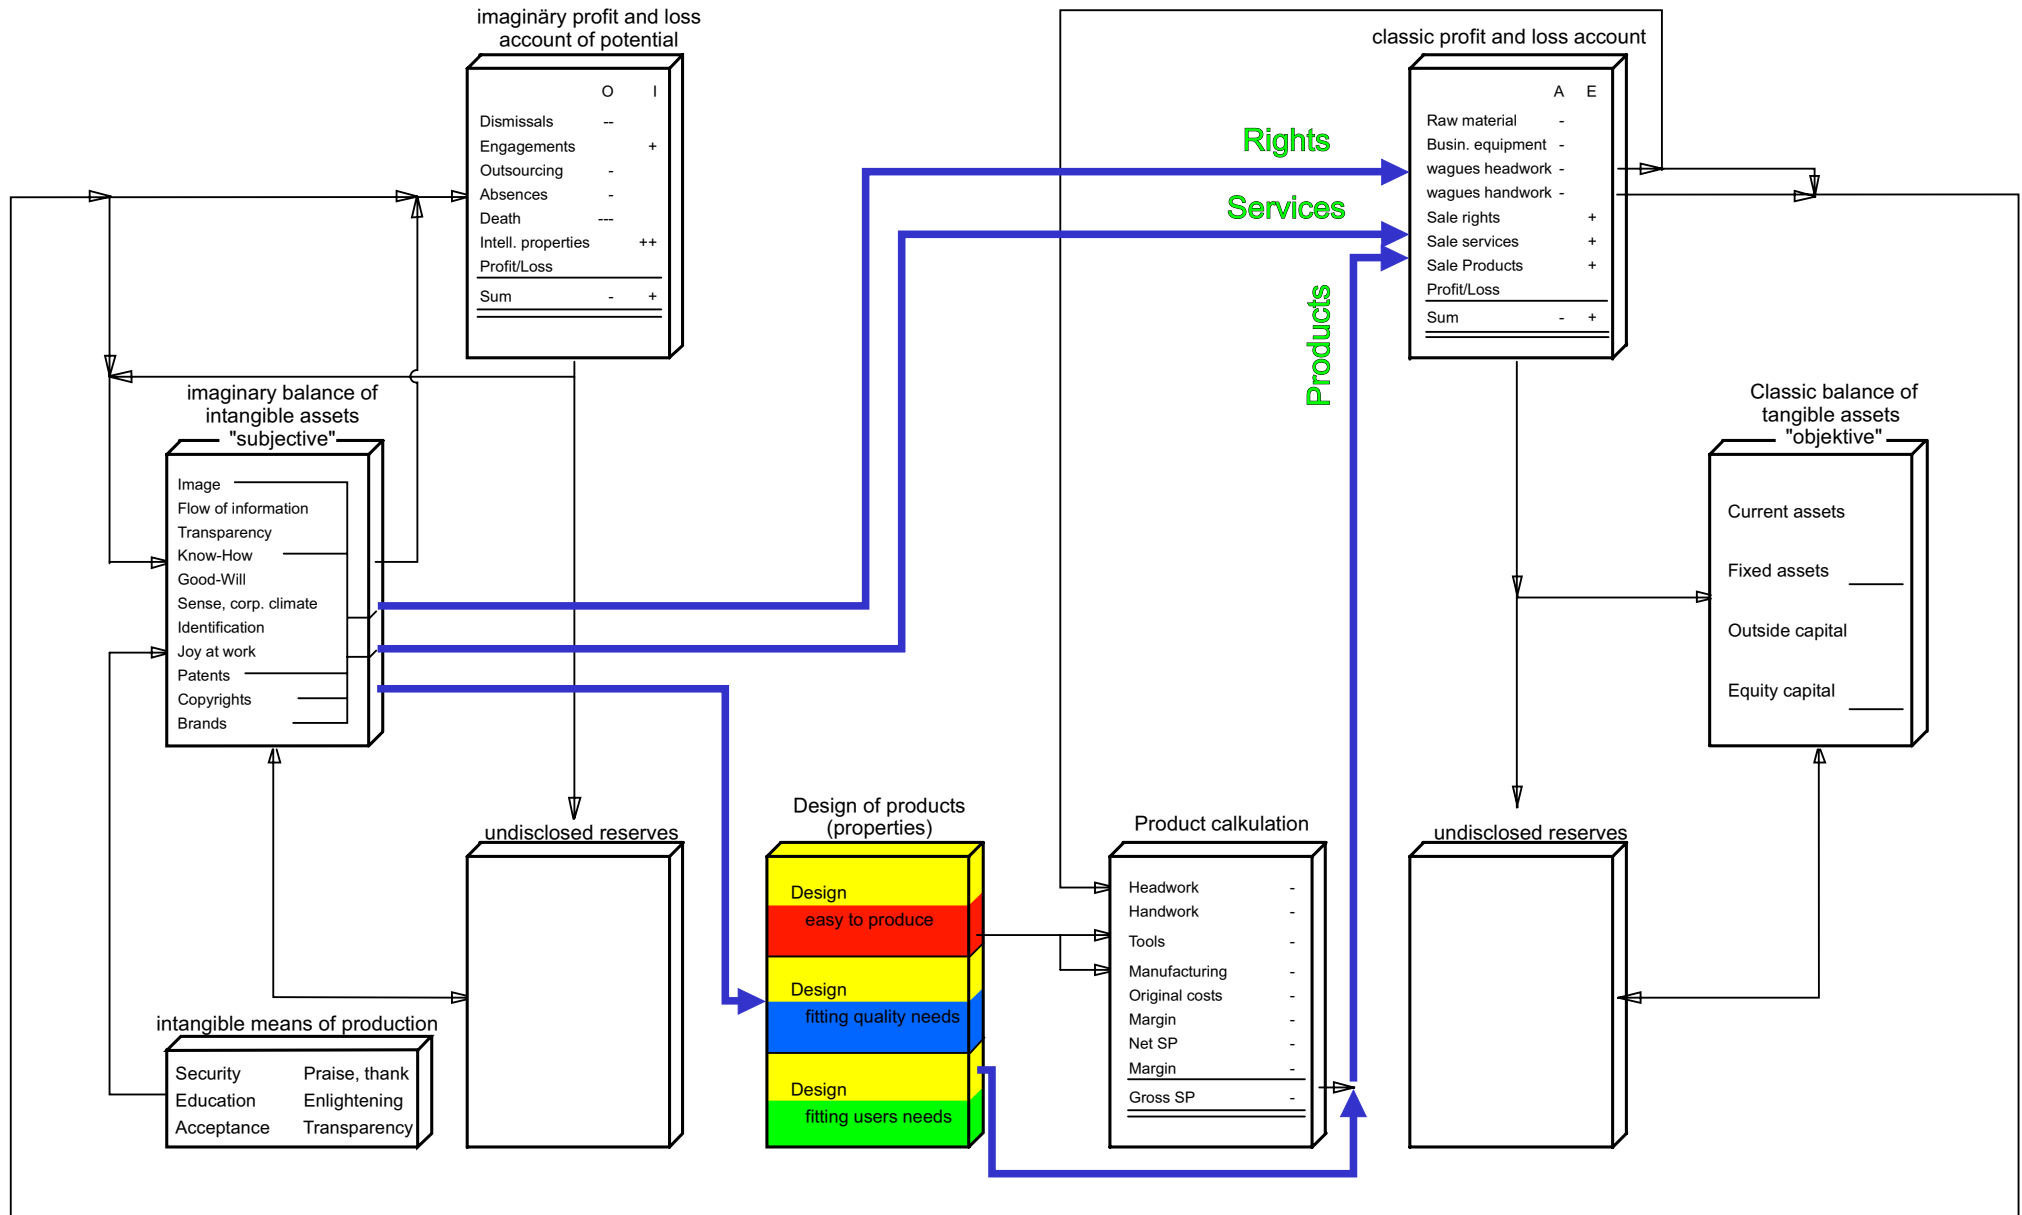 imaginär profit and loss
account of potential
O I
Dismissals --
Engagements +
Outsourcing -
Absences -
Death ---
Intell. properties ++
Profit/Loss
Sum - +
classic profit and loss account
A E
Raw material -
Busin. equipment -
wagues headwork -
wagues handwork -
Sale rights +
Sale services +
Sale Products +
Profit/Loss
Sum - +
Rights
Services
Products
imaginary balance of
intangible assets
"subjective"
Image
Flow of information
Transparency
Know-How
Good-Will
Sense, corp. climate
Identification
Joy at work
Patents
Copyrights
Brands
Classic balance of
tangible assets
"objektive"
Current assets
Fixed assets
Outside capital
Equity capital
undisclosed reserves
Design of products
(properties)
Design
easy to produce
Design
fitting quality needs
Design
fitting users needs
Product calkulation
Headwork -
Handwork -
Tools -
Manufacturing -
Original costs -
Margin -
Net SP -
Margin -
Gross SP -
undisclosed reserves
intangible means of production
Security Praise, thank
Education Enlightening
Acceptance Transparency